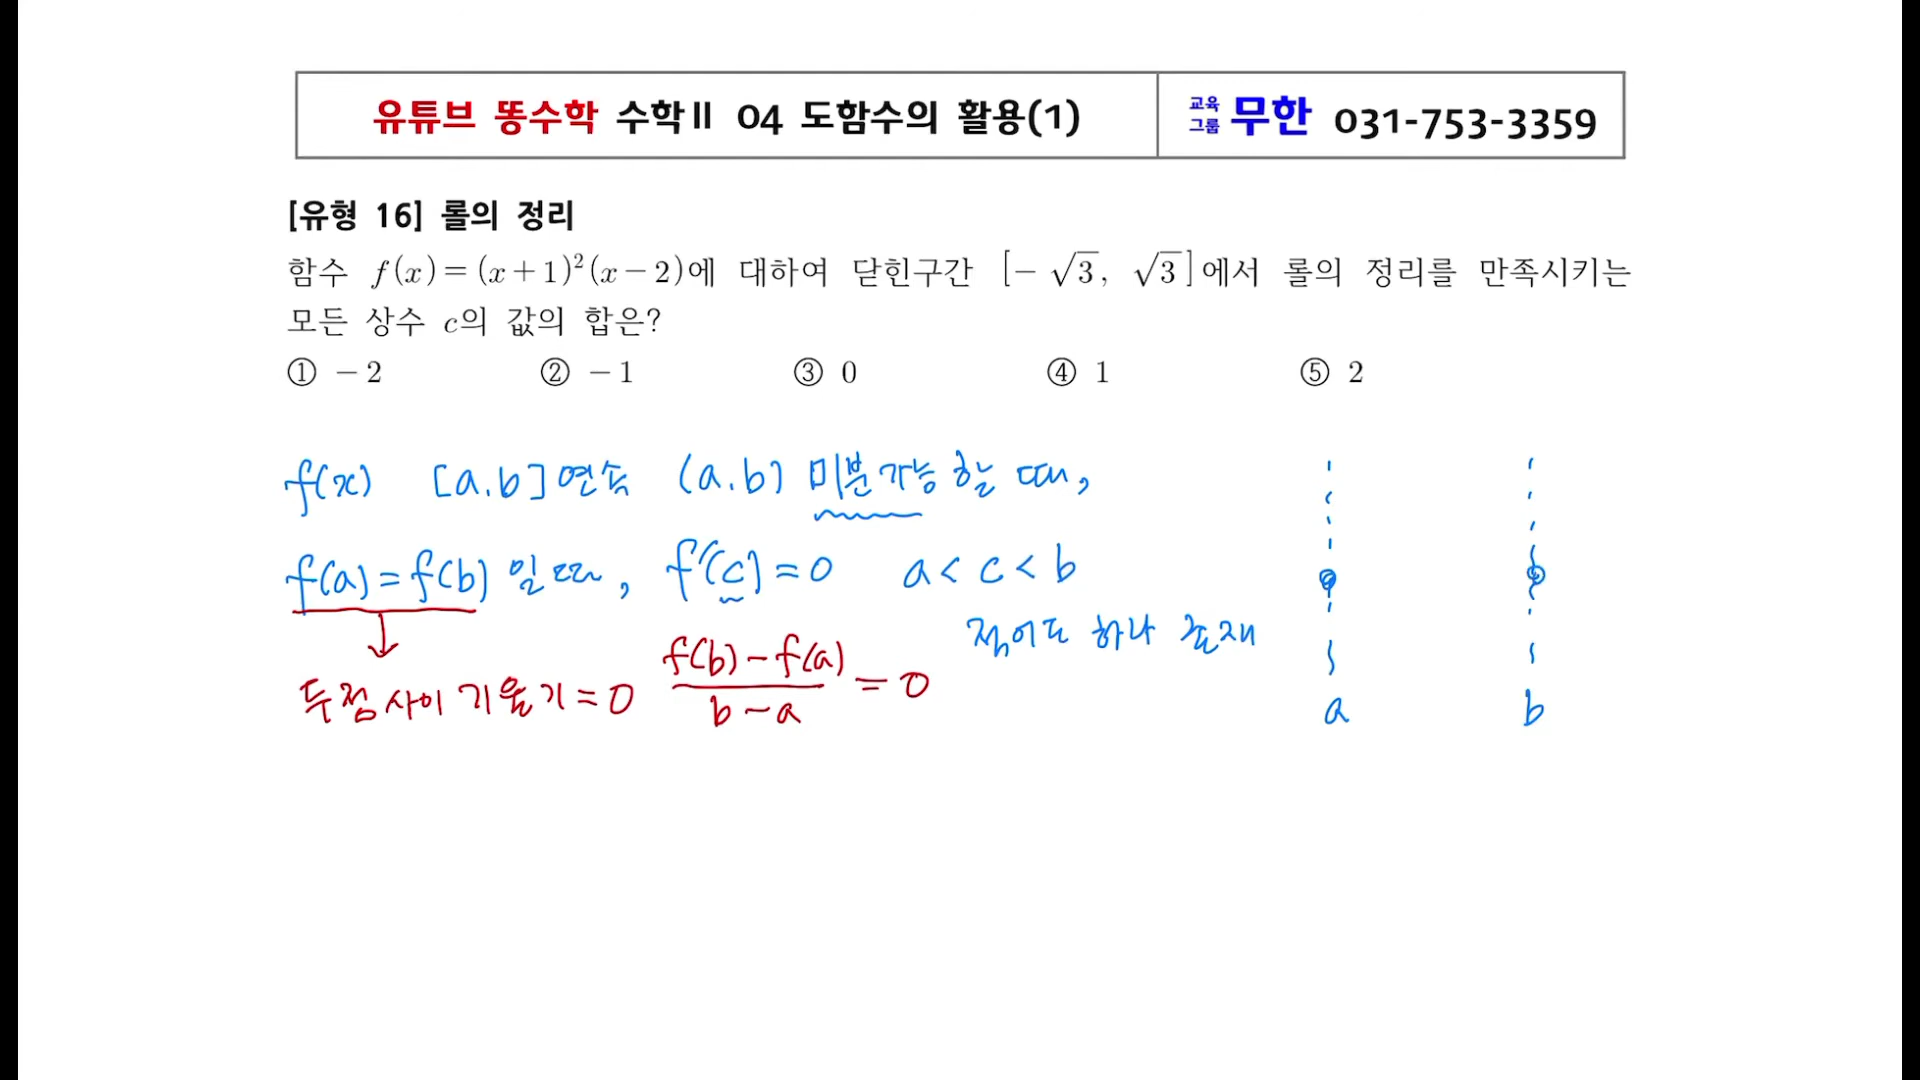 유튜브 똥수학 수학Ⅱ 04 도함수의 활용(1)
교육그룹 무한 031-753-3359
[유형 16] 롤의 정리
함수 f(x)=(x+1)²(x-2)에 대하여 닫힌구간 [-√3, √3]에서 롤의 정리를 만족시키는
모든 상수 c의 값의 합은?
① -2 ② -1 ③ 0 ④ 1 ⑤ 2
f(x) [a.b]연속 (a.b) 미분가능할 때,
f(a)=f(b)일 때, f'(c)=0 a<c<b
적어도 하나 존재
두점사이 기울기=0 f(b)-f(a)/b-a=0
a b